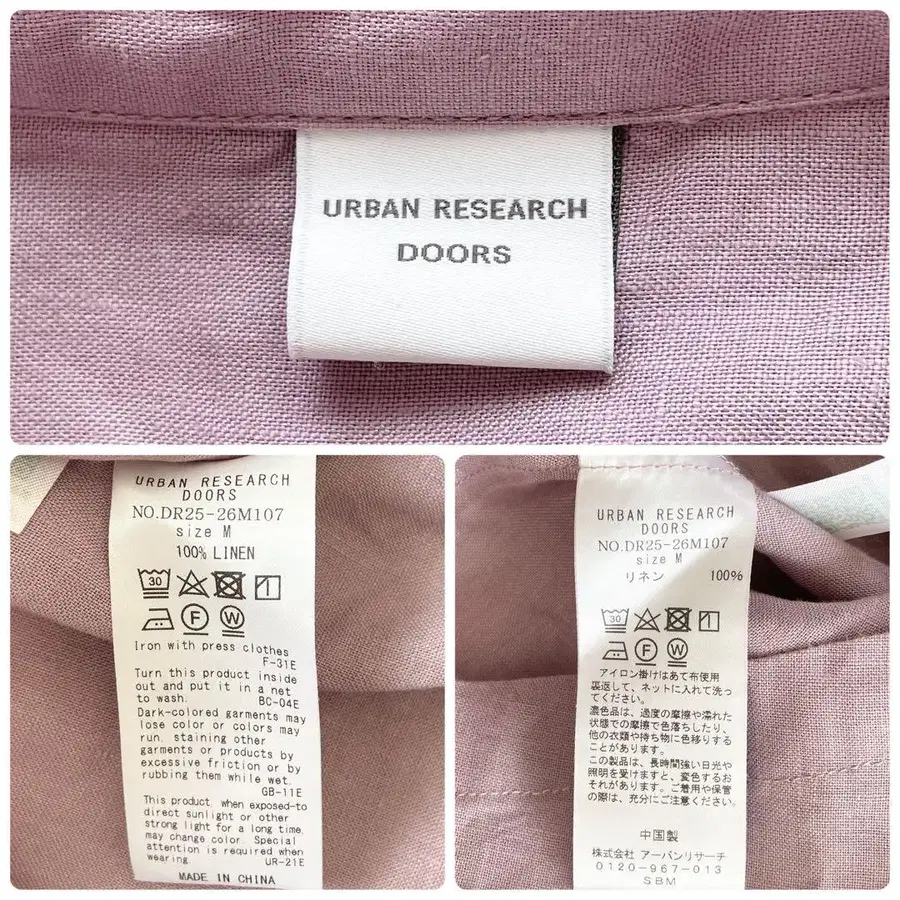 URBAN RESEARCH
DOORS
URBAN RESEARCH
DOORS
NO.DR25-26M107
size M
100% LINEN
30
F W
Iron with press clothes
F-31E
Turn this product inside
out and put it in a net
to wash. BC-04E
Dark-colored garments may
lose color or colors may
run, staining other
garments or products by
excessive friction or by
rubbing them while wet.
GB-11E
This product, when exposed to
direct sunlight or other
strong light for a long time,
may change color. Special
attention is required when
wearing. UR-21E
MADE IN CHINA
URBAN RESEARCH
DOORS
NO.DR25-26M107
size M
リネン 100%
30
F W
アイロン掛けはあて布使用
裏返して、ネットに入れて洗っ
てください。
濃色品は、過度の摩擦や濡れた
状態での摩擦で色落ちしたり、
他の衣類や持ち物に色移りする
ことがあります。
この製品は、長時間強い日光や
照明を受けますと、変色するお
それがあります。ご着用や保管
の際は、充分にご注意ください。
中国製
株式会社 アーバンリサーチ
0120-967-013
SBM